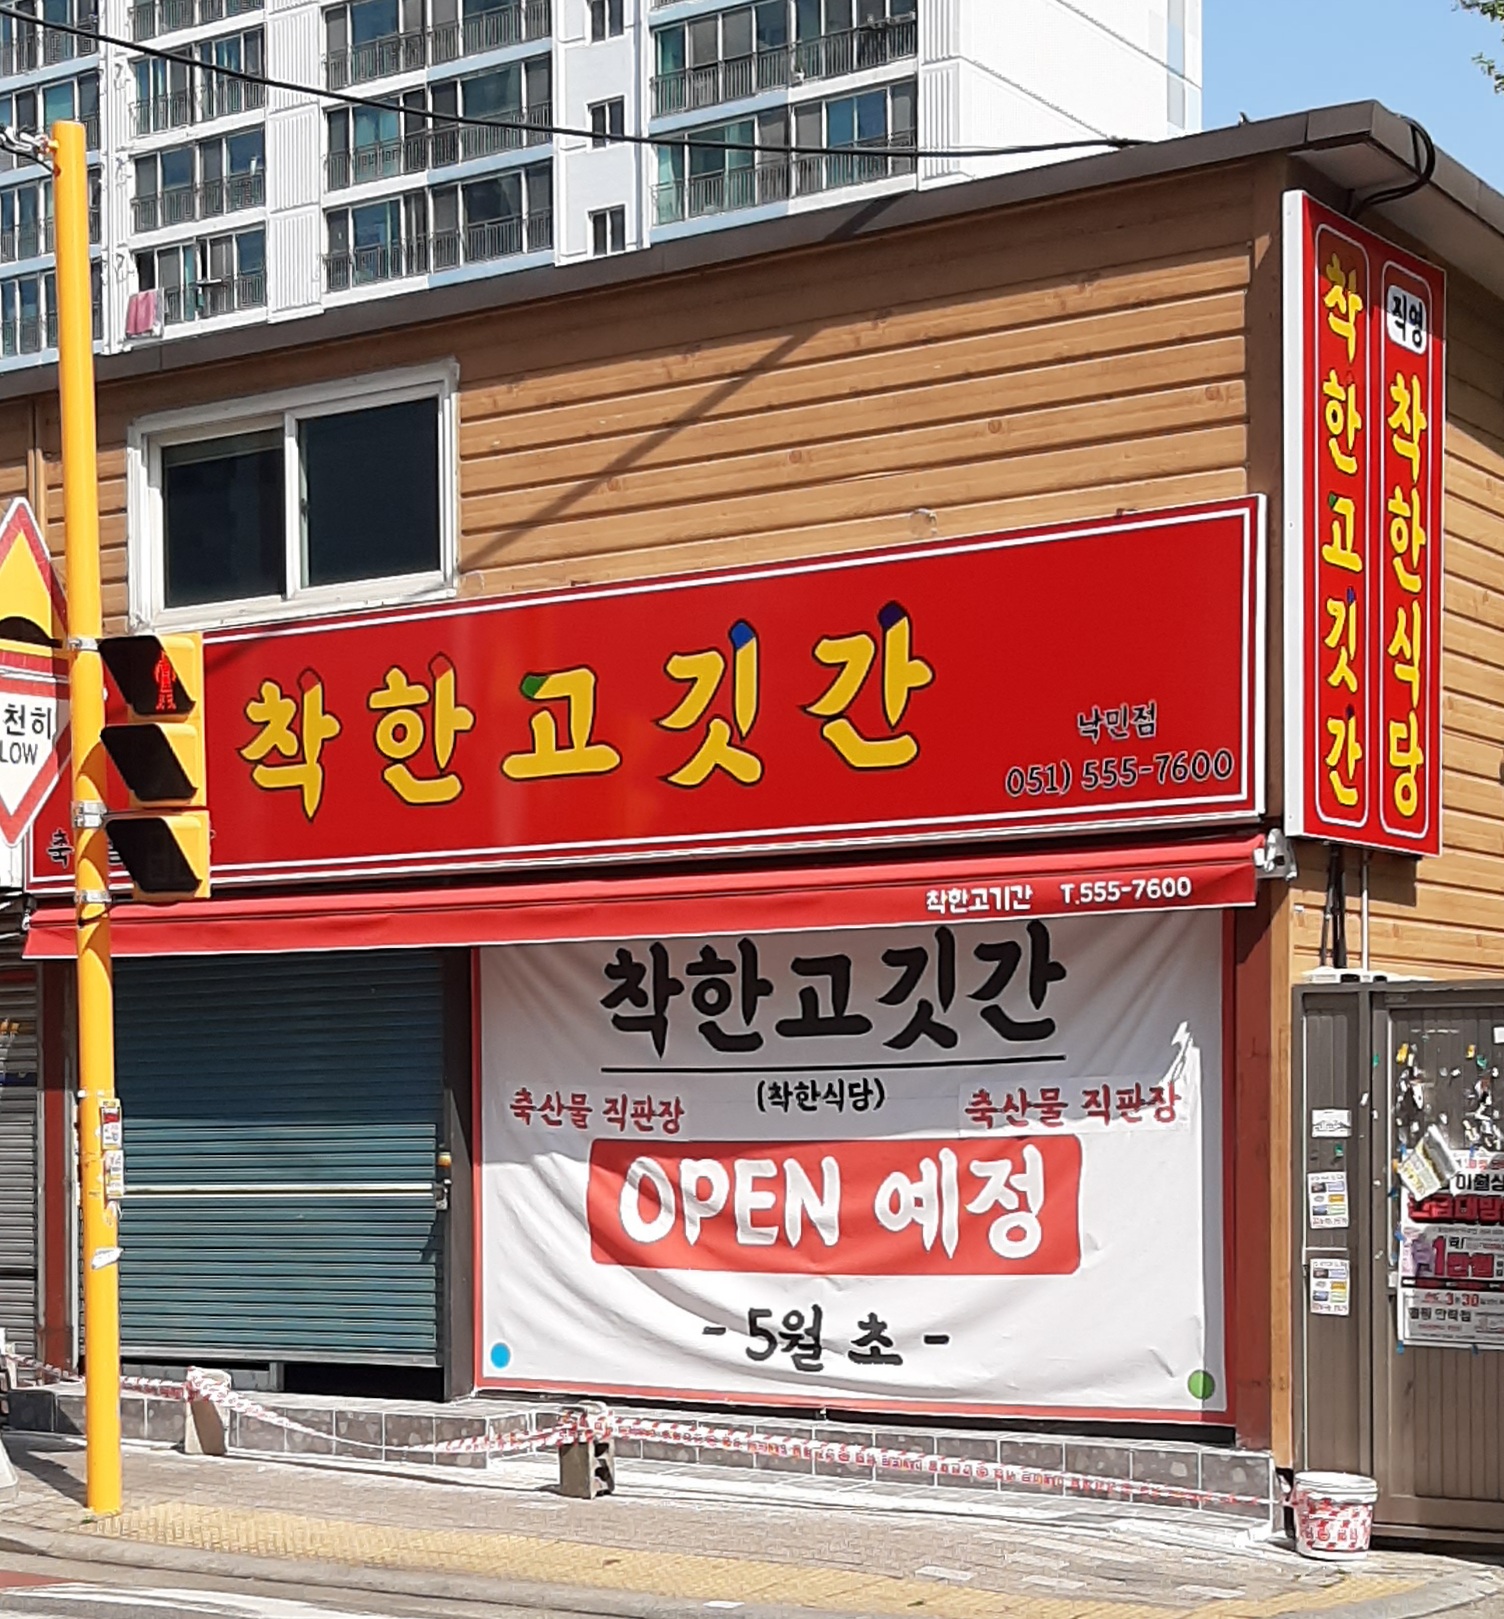 착한고깃간
낙민점
051) 555-7600
착한고깃간
직영
착한식당
천히
LOW
축
착한고기간 T.555-7600
착한고깃간
(착한식당)
축산물 직판장
축산물 직판장
OPEN 예정
- 5월 초 -